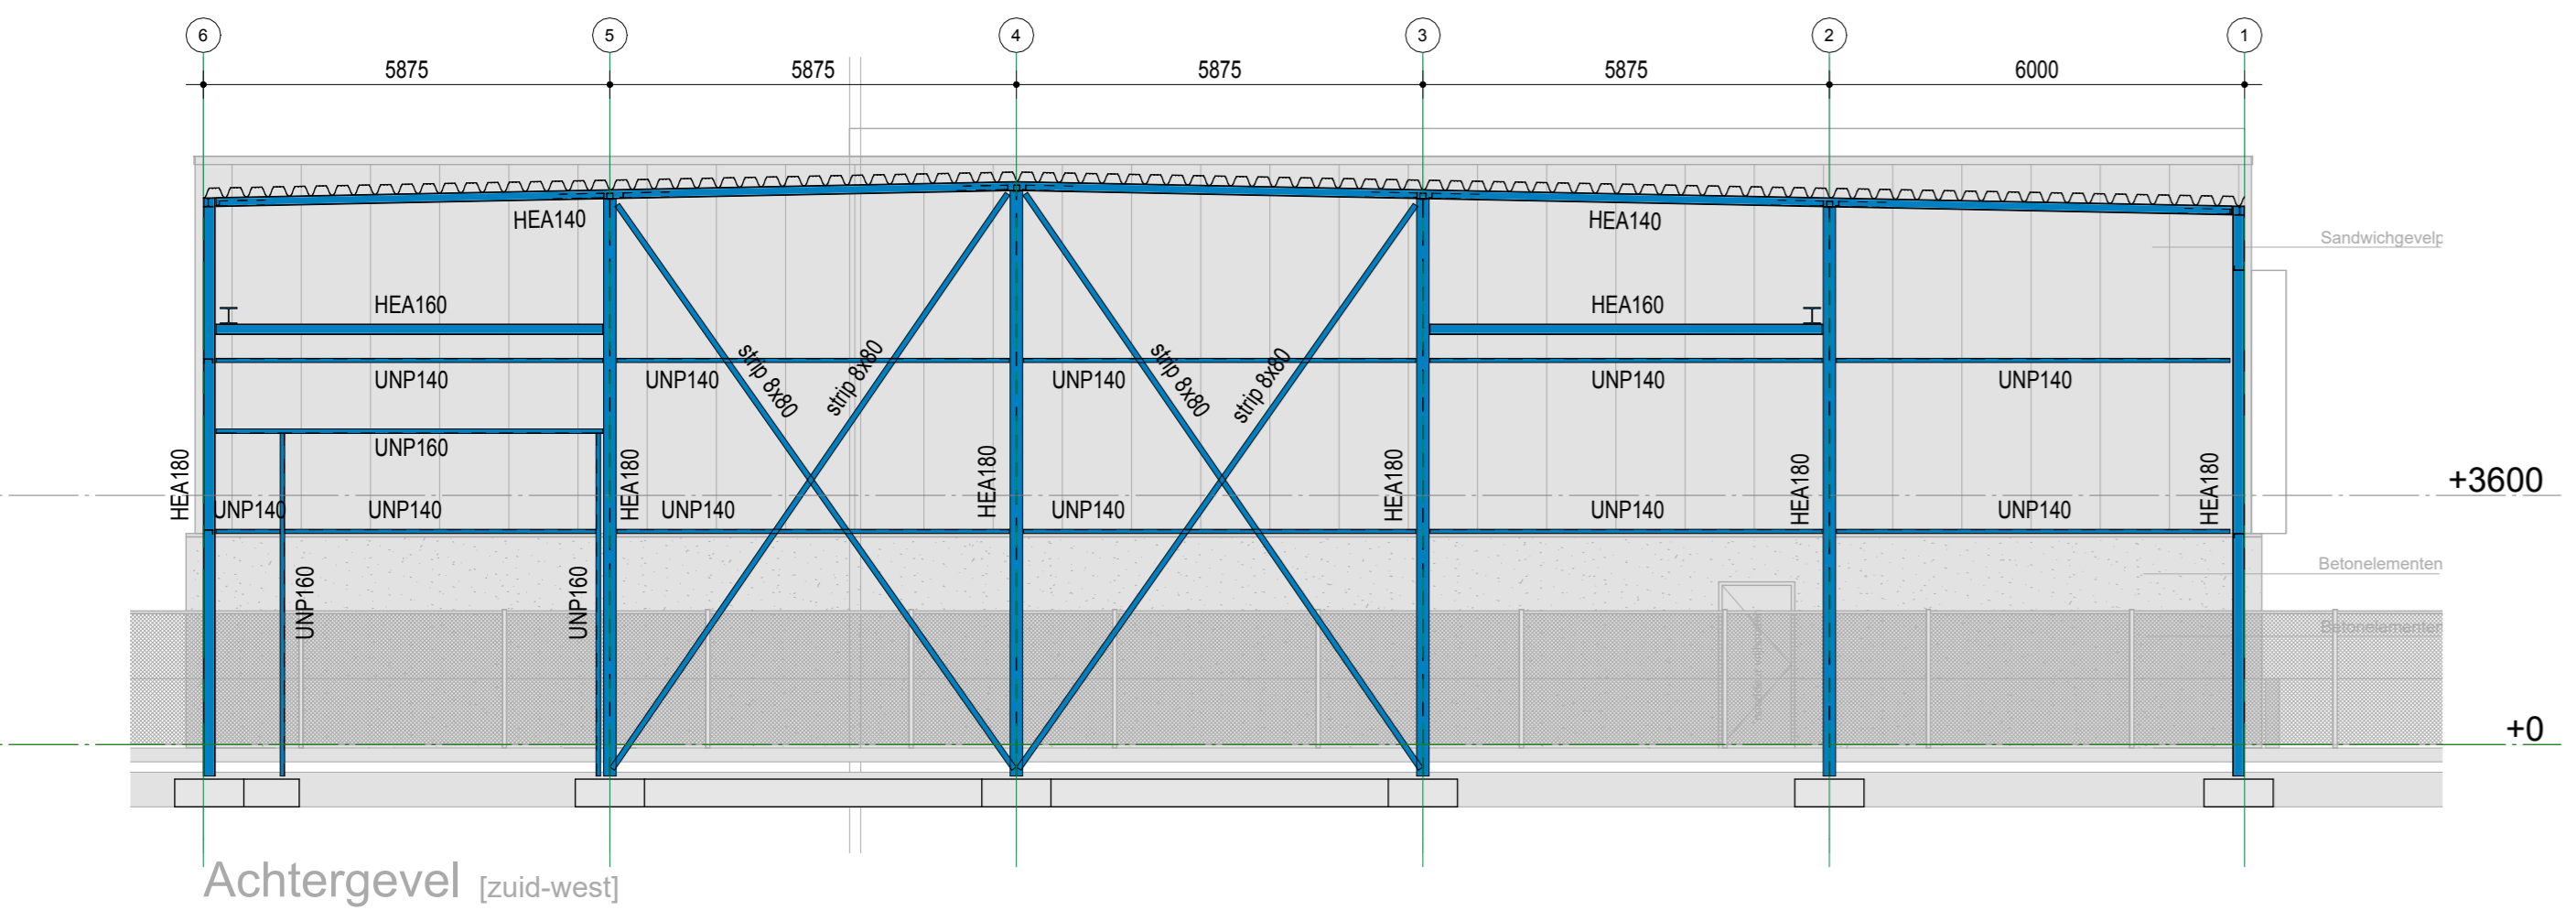 6 5 4 3 2 1
5875 5875 5875 5875 6000
HEA140 HEA140
Sandwichgevelp
HEA160 HEA160
UNP140 UNP140 UNP140 UNP140 UNP140
strip 8x80 strip 8x80 strip 8x80 strip 8x80
UNP160
HEA180 HEA180 HEA180 HEA180 HEA180 HEA180
+3600
UNP140 UNP140 UNP140 UNP140 UNP140 UNP140
Betonelementen
UNP160 UNP160
Betonelementen
+0
Achtergevel [zuid-west]